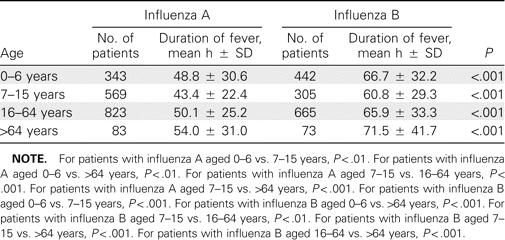 Influenza A Influenza B
No. of Duration of fever, No. of Duration of fever,
Age patients mean h ± SD patients mean h ± SD P
0–6 years 343 48.8 ± 30.6 442 66.7 ± 32.2 <.001
7–15 years 569 43.4 ± 22.4 305 60.8 ± 29.3 <.001
16–64 years 823 50.1 ± 25.2 665 65.9 ± 33.3 <.001
>64 years 83 54.0 ± 31.0 73 71.5 ± 41.7 <.001
NOTE. For patients with influenza A aged 0–6 vs. 7–15 years, P<.01. For patients with influenza
A aged 0–6 vs. >64 years, P<.01. For patients with influenza A aged 7–15 vs. 16–64 years, P<
.001. For patients with influenza A aged 7–15 vs. >64 years, P<.001. For patients with influenza B
aged 0–6 vs. 7–15 years, P<.001. For patients with influenza B aged 0–6 vs. >64 years, P<.001. For
patients with influenza B aged 7–15 vs. 16–64 years, P<.01. For patients with influenza B aged 7–
15 vs. >64 years, P<.001. For patients with influenza B aged 16–64 vs. >64 years, P<.001.